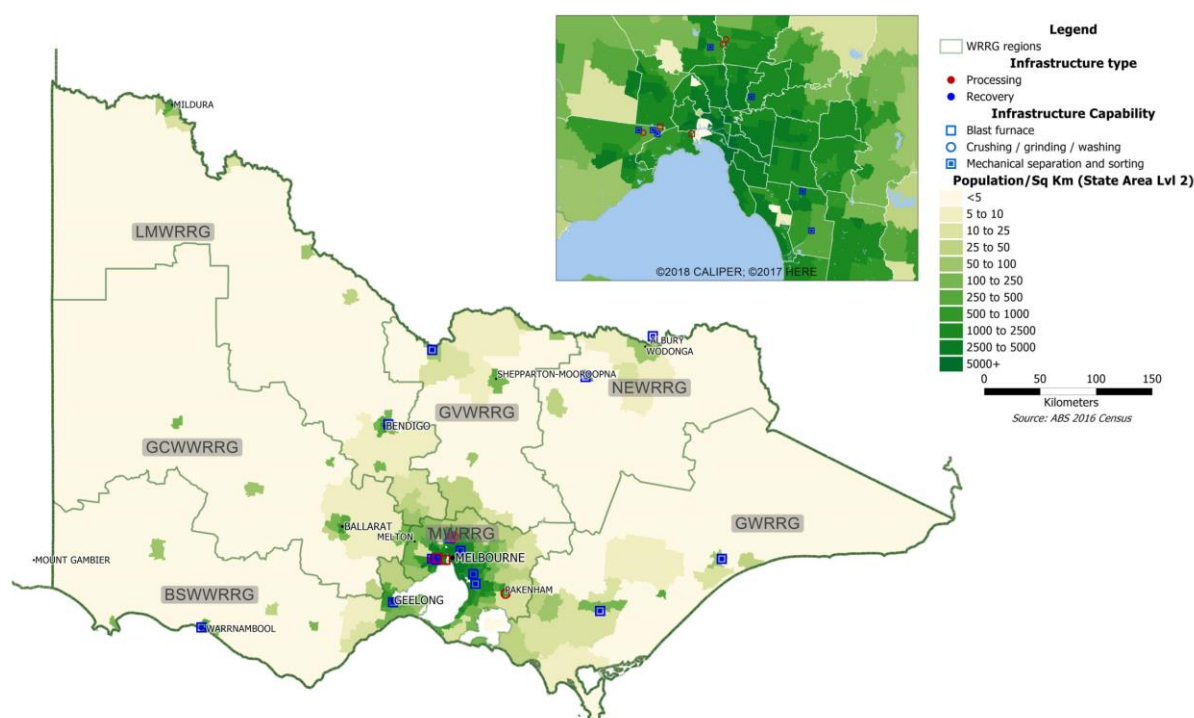 Legend
WRRG regions
Infrastructure type
Processing
Recovery
Infrastructure Capability
Blast furnace
Crushing / grinding / washing
Mechanical separation and sorting
Population/Sq Km (State Area Lvl 2)
<5
5 to 10
10 to 25
25 to 50
50 to 100
100 to 250
250 to 500
500 to 1000
1000 to 2500
2500 to 5000
5000+
0 50 100 150
Kilometers
Source: ABS 2016 Census
©2018 CALIPER; ©2017 HERE
MILDURA
LMWRRG
ALBURY
WODONGA
SHEPPARTON-MOOROOPNA
NEWRRG
GVWRRG
BENDIGO
GCWWRRG
BALLARAT
MELTON
MWRRG
GWRRG
MELBOURNE
MOUNT GAMBIER
PAKENHAM
BSWWRRG
GEELONG
WARRNAMBOOL